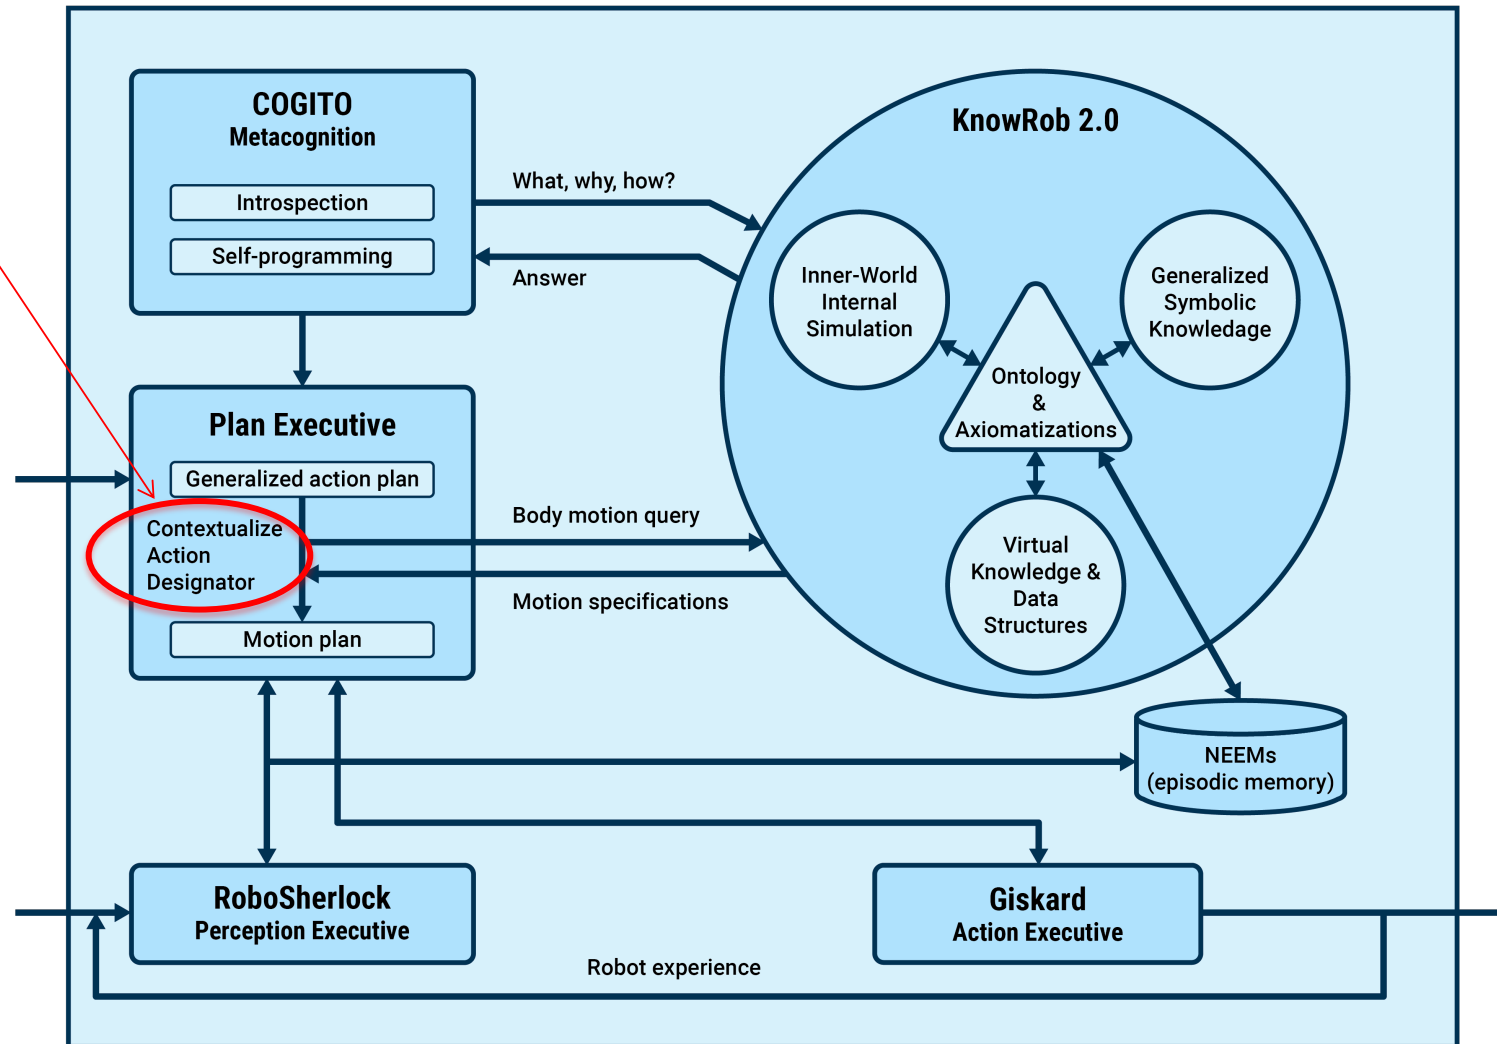 COGITO
Metacognition
Introspection
Self-programming
What, why, how?
Answer
KnowRob 2.0
Inner-World
Internal
Simulation
Generalized
Symbolic
Knowledage
Ontology
&
Axiomatizations
Virtual
Knowledge &
Data
Structures
Plan Executive
Generalized action plan
Contextualize
Action
Designator
Motion plan
Body motion query
Motion specifications
NEEMs
(episodic memory)
RoboSherlock
Perception Executive
Giskard
Action Executive
Robot experience